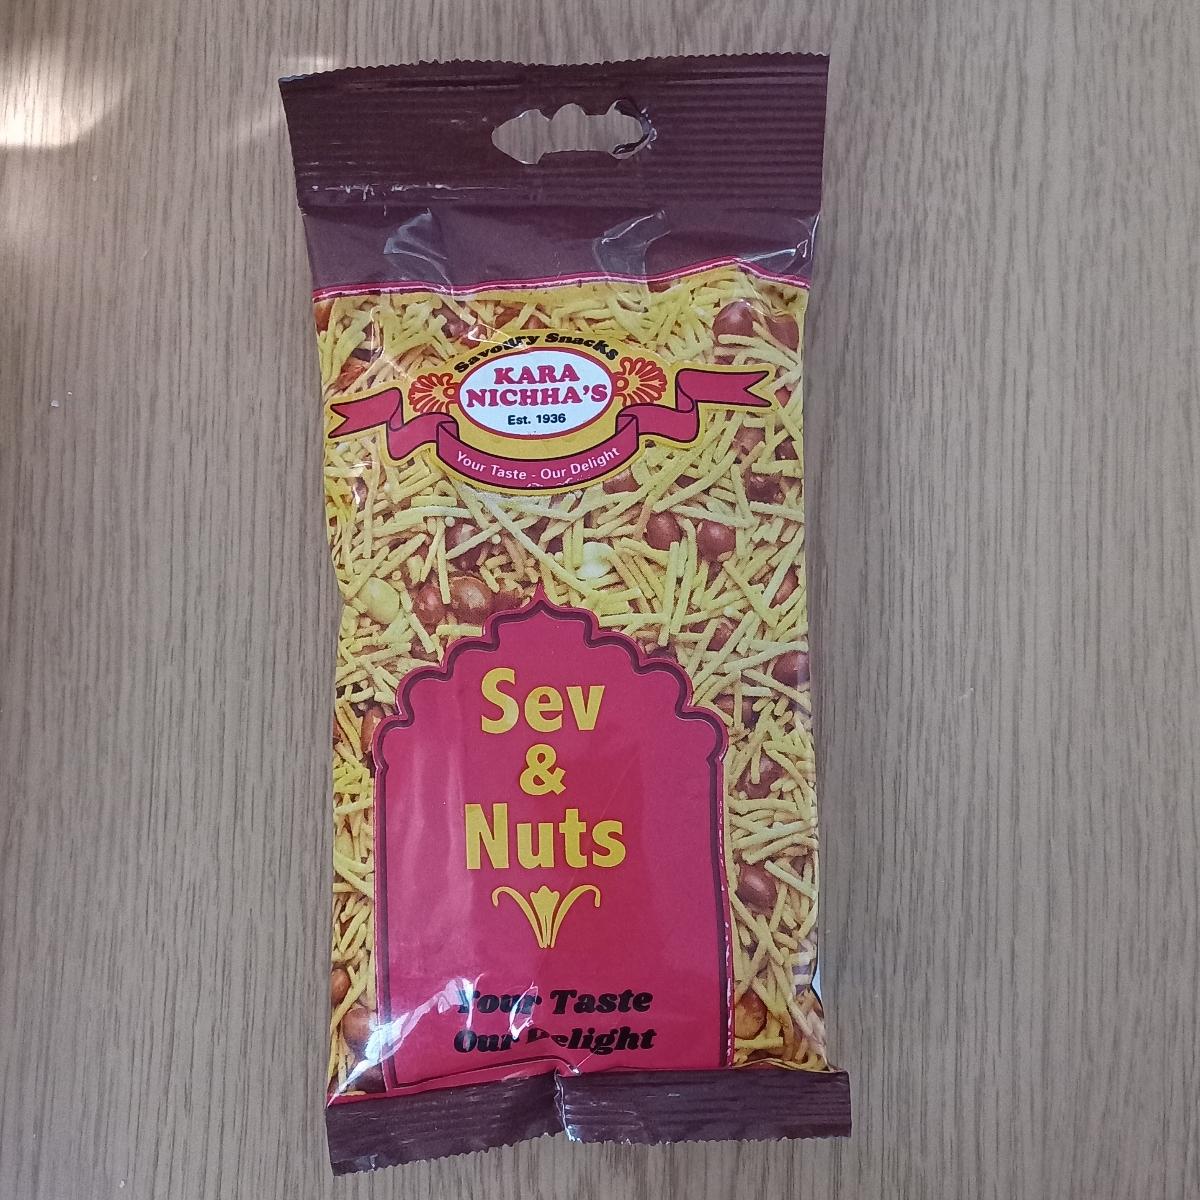 Savoury Snacks
KARA
NICHHA'S
Est. 1936
Your Taste - Our Delight
Sev
&
Nuts
Your Taste
Our Delight